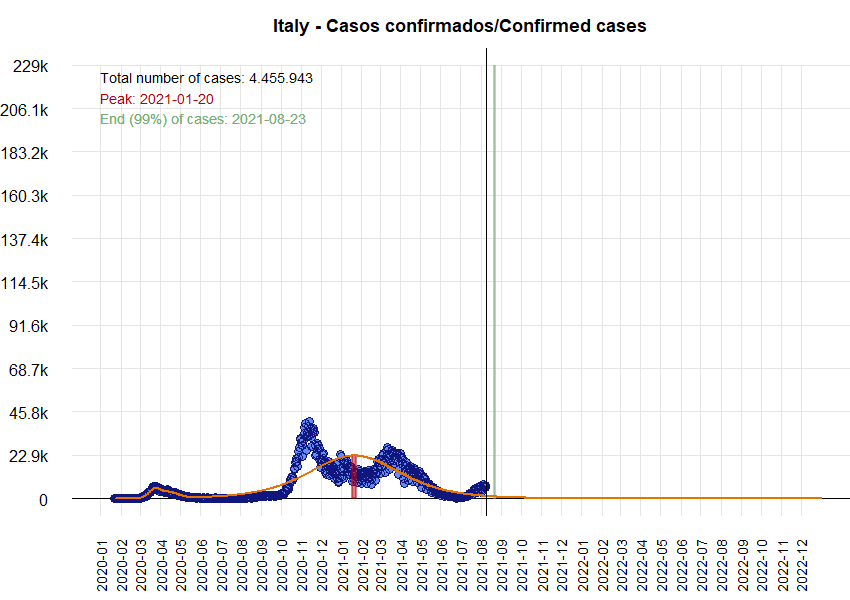 Italy - Casos confirmados/Confirmed cases
229k
Total number of cases: 4.455.943
Peak: 2021-01-20
206.1k
End (99%) of cases: 2021-08-23
183.2k
160.3k
137.4k
114.5k
91.6k
68.7k
45.8k
22.9k
0
2020-01
2020-02
2020-03
2020-04
2020-05
2020-06
2020-07
2020-08
2020-09
2020-10
2020-11
2020-12
2021-01
2021-02
2021-03
2021-04
2021-05
2021-06
2021-07
2021-08
2021-09
2021-10
2021-11
2021-12
2022-01
2022-02
2022-03
2022-04
2022-05
2022-06
2022-07
2022-08
2022-09
2022-10
2022-11
2022-12